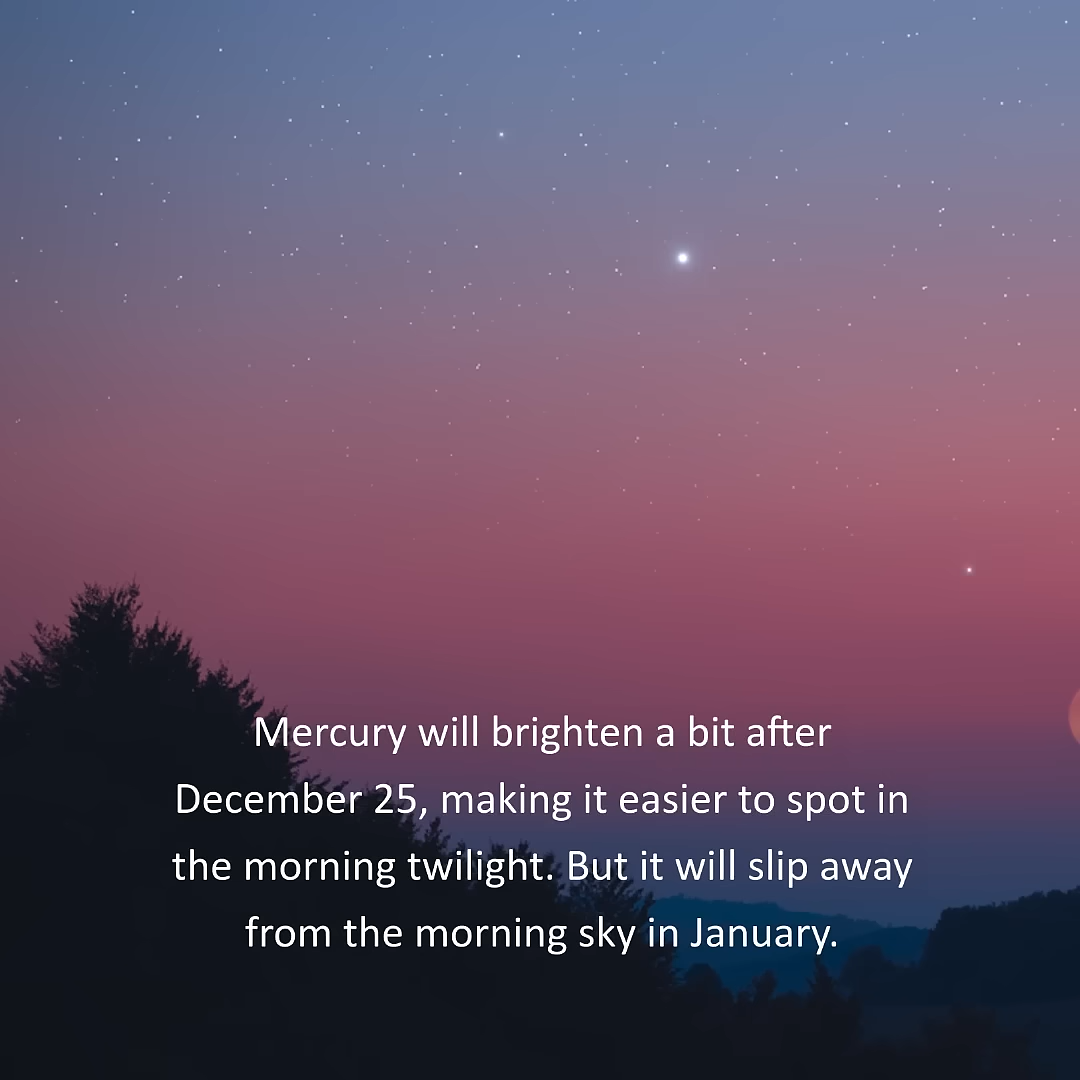 Mercury will brighten a bit after
December 25, making it easier to spot in
the morning twilight. But it will slip away
from the morning sky in January.